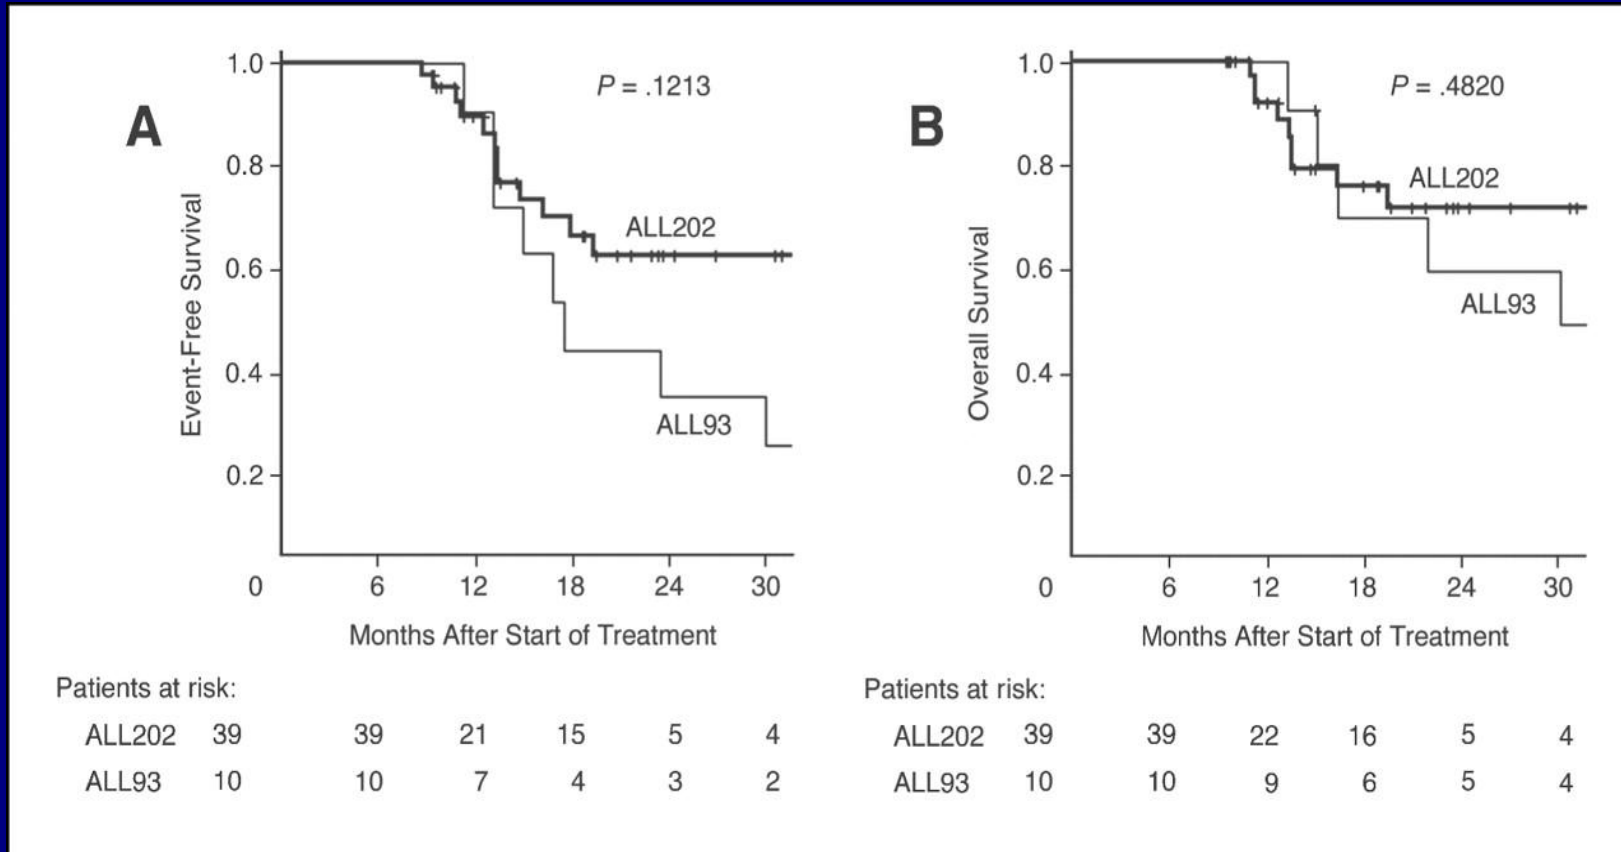 A
P = .1213
1.0
0.8
0.6
0.4
0.2
Event-Free Survival
ALL202
ALL93
0 6 12 18 24 30
Months After Start of Treatment
Patients at risk:
ALL202 39 39 21 15 5 4
ALL93 10 10 7 4 3 2
B
P = .4820
1.0
0.8
0.6
0.4
0.2
Overall Survival
ALL202
ALL93
0 6 12 18 24 30
Months After Start of Treatment
Patients at risk:
ALL202 39 39 22 16 5 4
ALL93 10 10 9 6 5 4